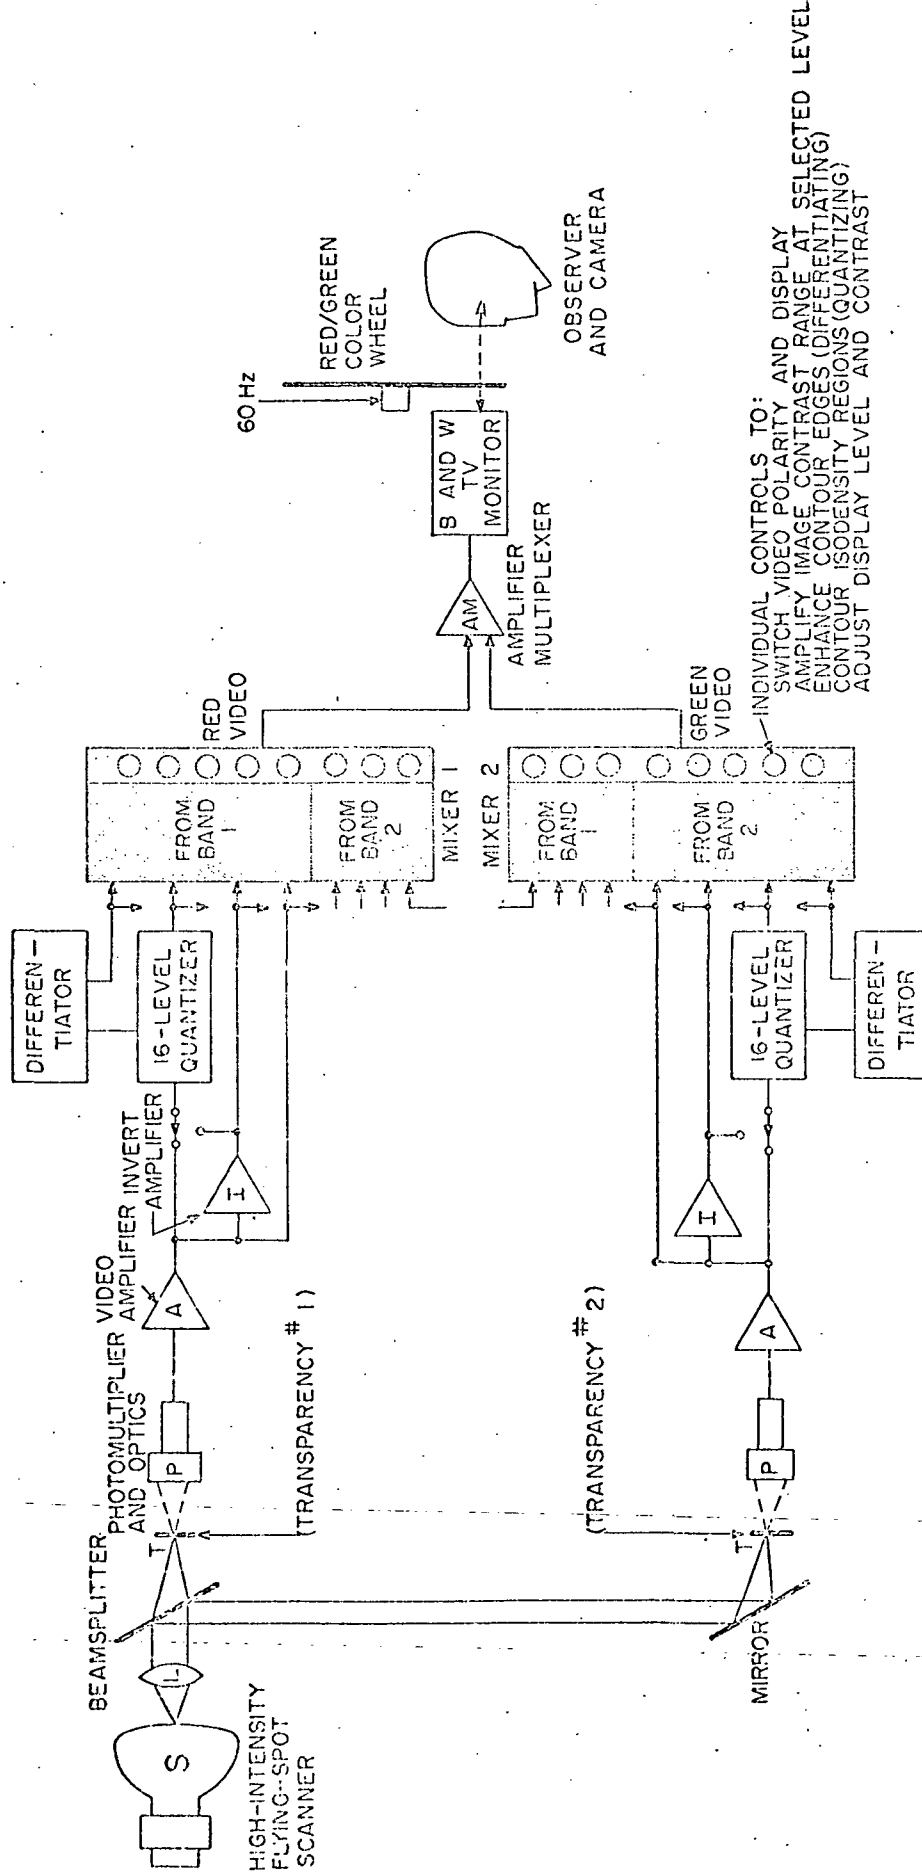 HIGH-INTENSITY
FLYING-SPOT
SCANNER
S
L
BEAMSPLITTER
MIRROR
PHOTOMULTIPLIER
AND OPTICS
T
P
(TRANSPARENCY #1)
VIDEO
AMPLIFIER
A
INVERT
AMPLIFIER
I
DIFFEREN-
TIATOR
16-LEVEL
QUANTIZER
FROM
BAND
1
FROM
BAND
2
MIXER 1
RED
VIDEO
T
P
(TRANSPARENCY #2)
A
I
16-LEVEL
QUANTIZER
DIFFEREN-
TIATOR
MIXER 2
FROM
BAND
1
FROM
BAND
2
GREEN
VIDEO
AM
AMPLIFIER
MULTIPLEXER
B AND W
TV
MONITOR
60 Hz
RED/GREEN
COLOR
WHEEL
OBSERVER
AND CAMERA
INDIVIDUAL CONTROLS TO:
SWITCH VIDEO POLARITY AND DISPLAY
AMPLIFY IMAGE CONTRAST RANGE AT SELECTED LEVEL
ENHANCE CONTOUR EDGES (DIFFERENTIATING)
CONTOUR ISODENSITY REGIONS (QUANTIZING)
ADJUST DISPLAY LEVEL AND CONTRAST